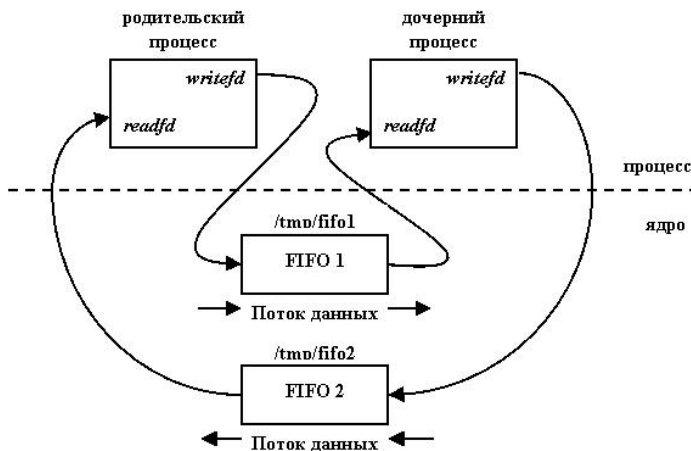 родительский
процесс
дочерний
процесс
writefd
readfd
writefd
readfd
процесс
ядро
/tmp/fifo1
FIFO 1
Поток данных
/tmp/fifo2
FIFO 2
Поток данных